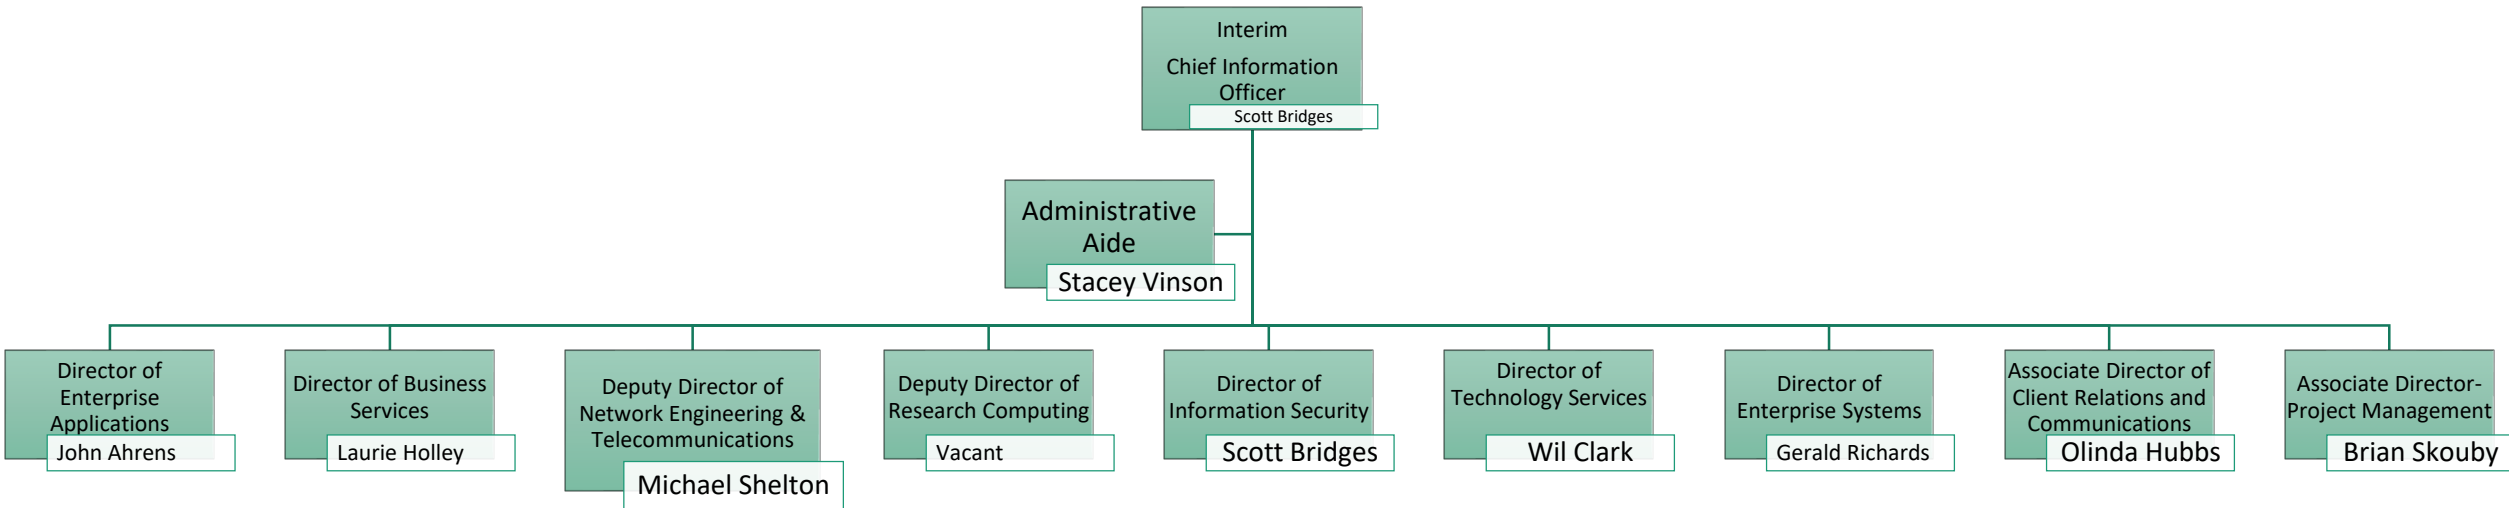 Interim
Chief Information
Officer
Scott Bridges
Administrative
Aide
Stacey Vinson
Director of
Enterprise
Applications
John Ahrens
Director of Business
Services
Laurie Holley
Deputy Director of
Network Engineering &
Telecommunications
Michael Shelton
Deputy Director of
Research Computing
Vacant
Director of
Information Security
Scott Bridges
Director of
Technology Services
Wil Clark
Director of
Enterprise Systems
Gerald Richards
Associate Director of
Client Relations and
Communications
Olinda Hubbs
Associate Director-
Project Management
Brian Skouby